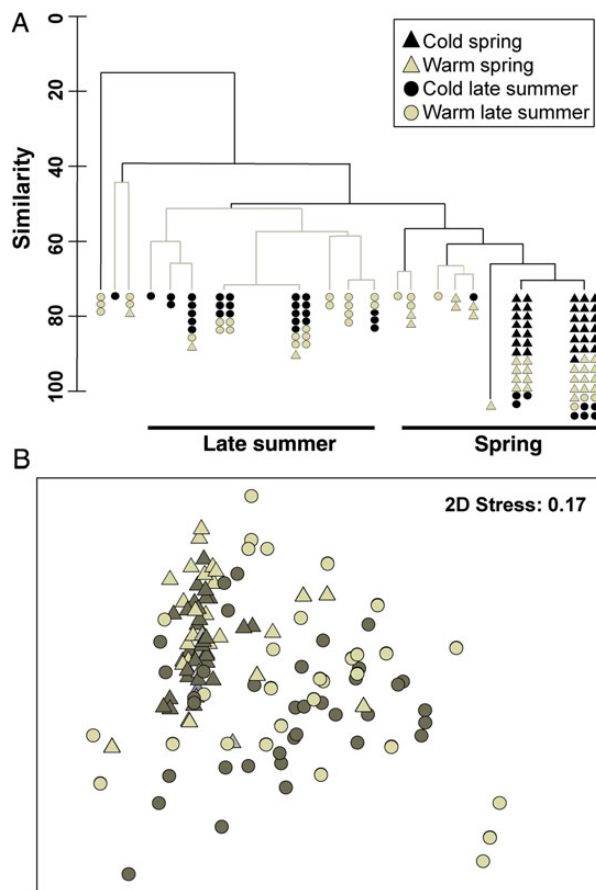 A
0
20
40
60
80
100
Similarity
Cold spring
Warm spring
Cold late summer
Warm late summer
Late summer
Spring
B
2D Stress: 0.17